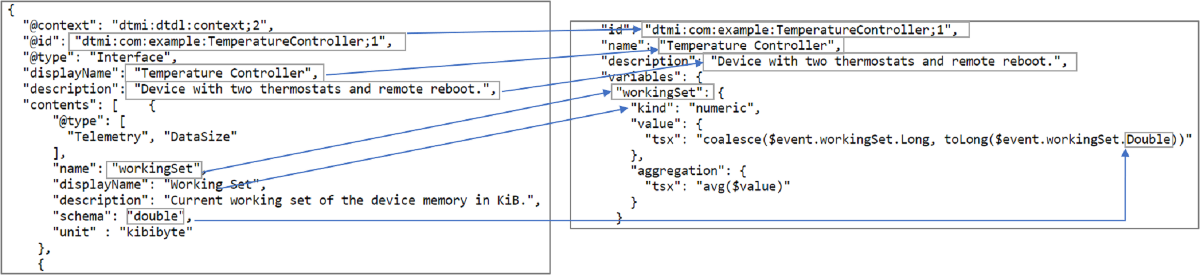 {
"@context": "dtmi:dtdl:context;2",
"@id": "dtmi:com:example:TemperatureController;1",
"@type": "Interface",
"displayName": "Temperature Controller",
"description": "Device with two thermostats and remote reboot.",
"contents": [ {
"@type": [
"Telemetry", "DataSize"
],
"name": "workingSet",
"displayName": "Working Set",
"description": "Current working set of the device memory in KiB.",
"schema": "double",
"unit" : "kibibyte"
},
{
"id" "dtmi:com:example:TemperatureController;1",
"name": "Temperature Controller",
"description": "Device with two thermostats and remote reboot.",
"variables": {
"workingSet": {
"kind": "numeric",
"value": {
"tsx": "coalesce($event.workingSet.Long, toLong($event.workingSet.Double))"
},
"aggregation": {
"tsx": "avg($value)"
}
}